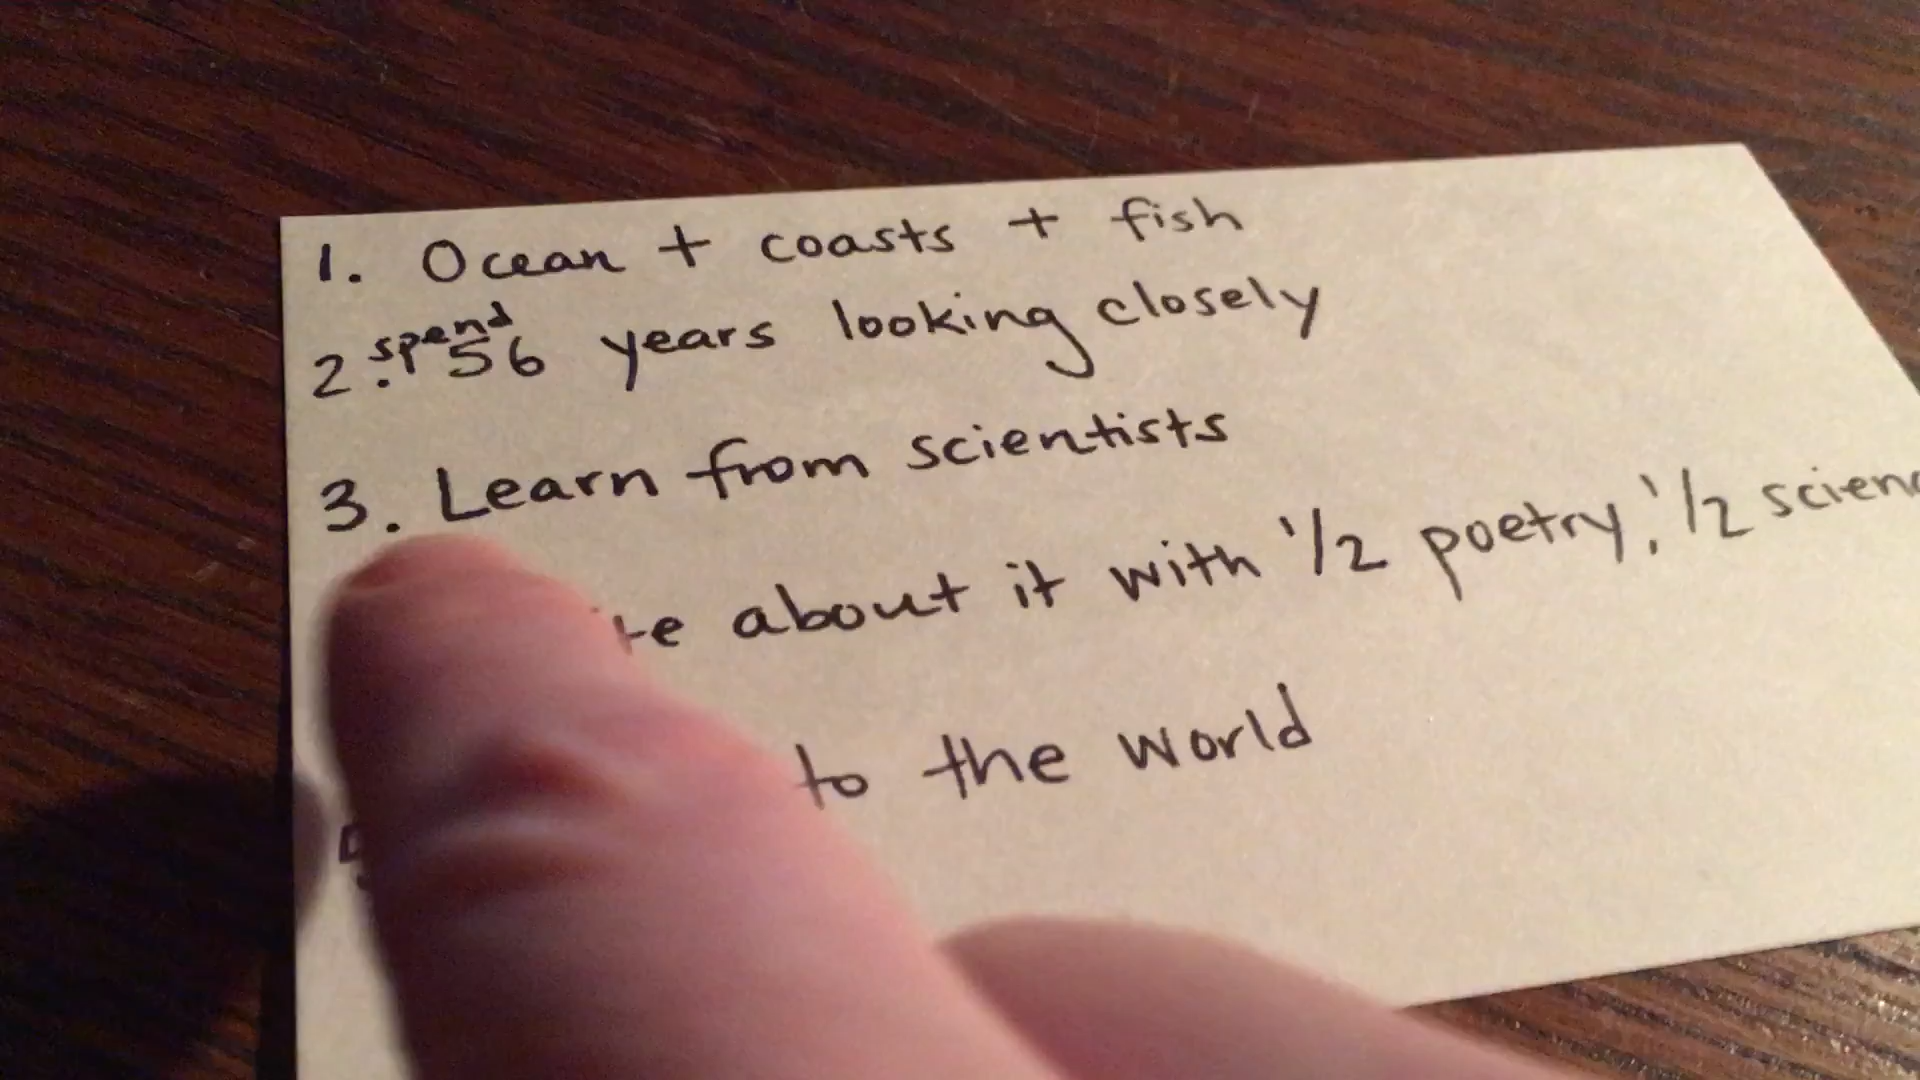 1. Ocean + coasts + fish
2. spend 56 years looking closely
3. Learn from scientists
about it with 1/2 poetry, 1/2
to the world